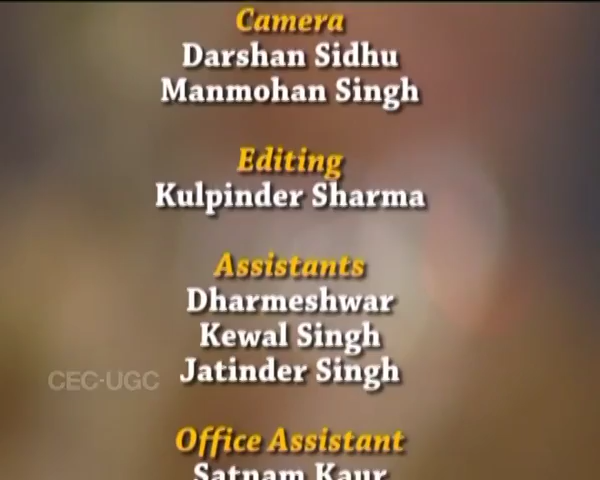 Camera
Darshan Sidhu
Manmohan Singh
Editing
Kulpinder Sharma
Assistants
Dharmeshwar
Kewal Singh
CEC-UGC
Jatinder Singh
Office Assistant
Satnam Kaur